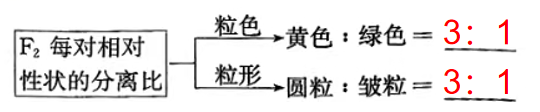 粒色
F₂ 每对相对
性状的分离比
黄色：绿色＝3：1
粒形
圆粒：皱粒＝3：1